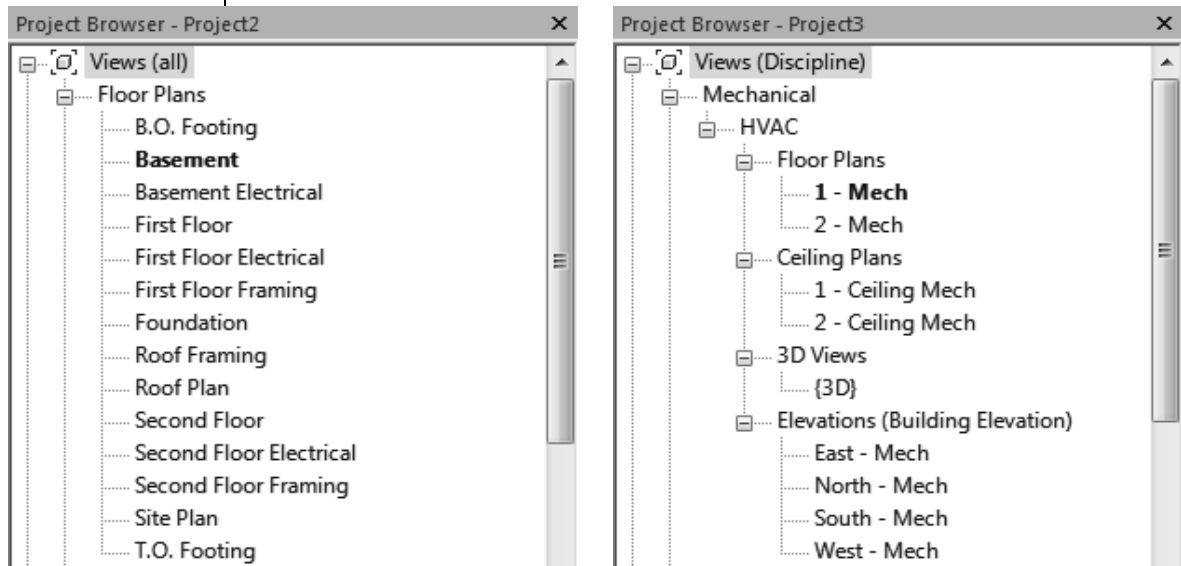 Project Browser - Project2
Views (all)
Floor Plans
B.O. Footing
Basement
Basement Electrical
First Floor
First Floor Electrical
First Floor Framing
Foundation
Roof Framing
Roof Plan
Second Floor
Second Floor Electrical
Second Floor Framing
Site Plan
T.O. Footing
Project Browser - Project3
Views (Discipline)
Mechanical
HVAC
Floor Plans
1 - Mech
2 - Mech
Ceiling Plans
1 - Ceiling Mech
2 - Ceiling Mech
3D Views
{3D}
Elevations (Building Elevation)
East - Mech
North - Mech
South - Mech
West - Mech